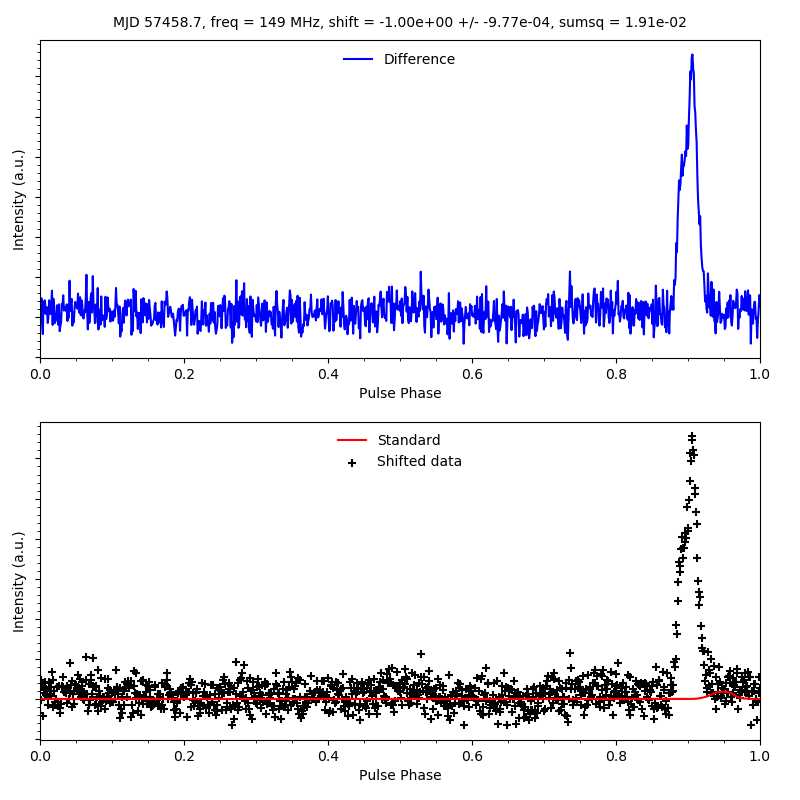 MJD 57458.7, freq = 149 MHz, shift = -1.00e+00 +/- -9.77e-04, sumsq = 1.91e-02
Difference
Intensity (a.u.)
0.0 0.2 0.4 0.6 0.8 1.0
Pulse Phase
Standard
Shifted data
Intensity (a.u.)
0.0 0.2 0.4 0.6 0.8 1.0
Pulse Phase